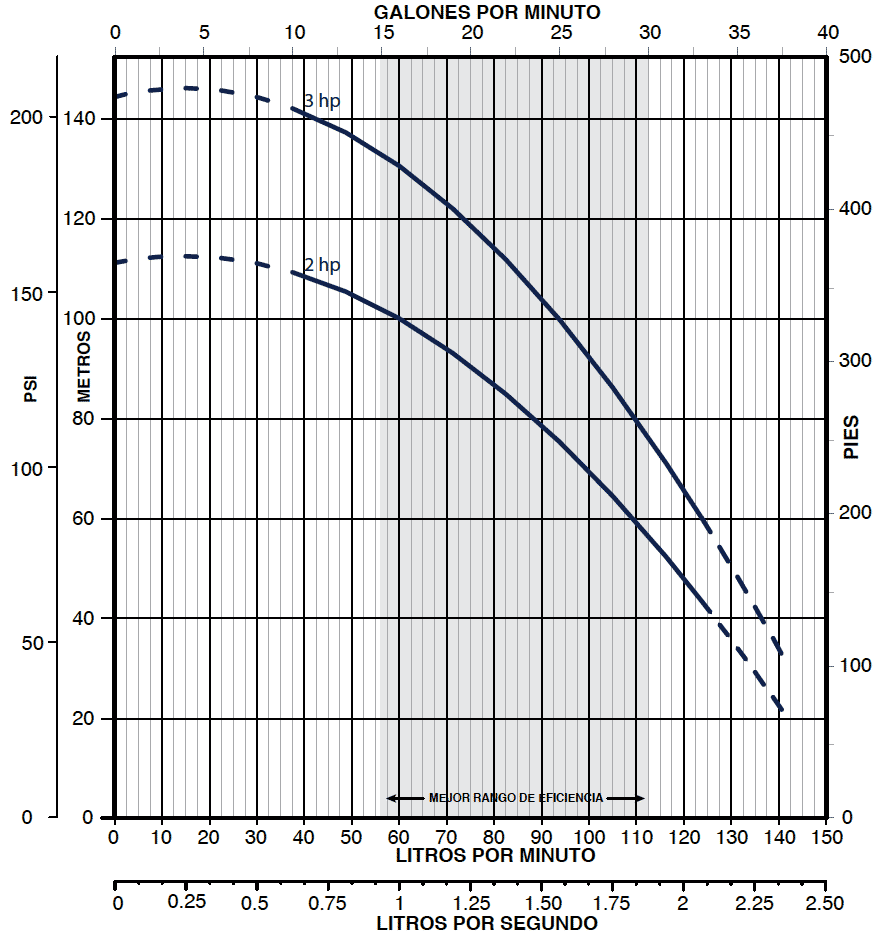 GALONES POR MINUTO
0 5 10 15 20 25 30 35 40
500
400
300
200
100
0
PIES
200
150
100
50
0
PSI
140
120
100
80
60
40
20
0
METROS
3 hp
2 hp
MEJOR RANGO DE EFICIENCIA
0 10 20 30 40 50 60 70 80 90 100 110 120 130 140 150
LITROS POR MINUTO
0 0.25 0.5 0.75 1 1.25 1.50 1.75 2 2.25 2.50
LITROS POR SEGUNDO